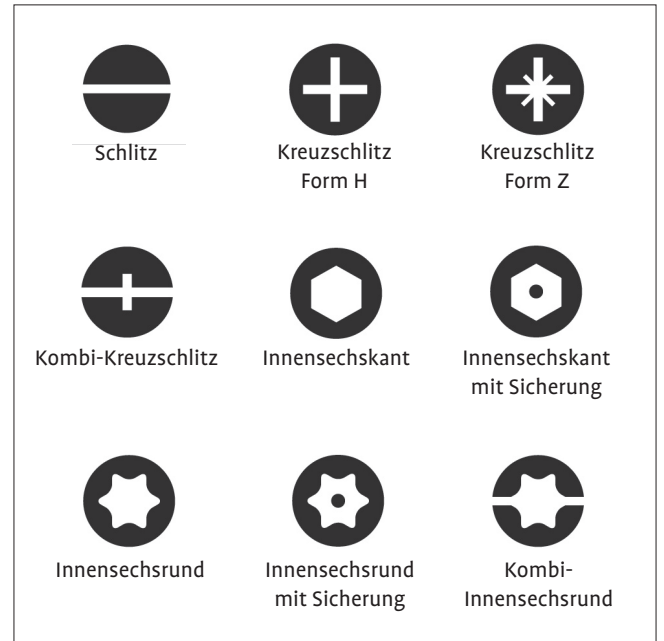 Schlitz
Kreuzschlitz
Form H
Kreuzschlitz
Form Z
Kombi-Kreuzschlitz
Innensechskant
Innensechskant
mit Sicherung
Innensechsrund
Innensechsrund
mit Sicherung
Kombi-
Innensechsrund